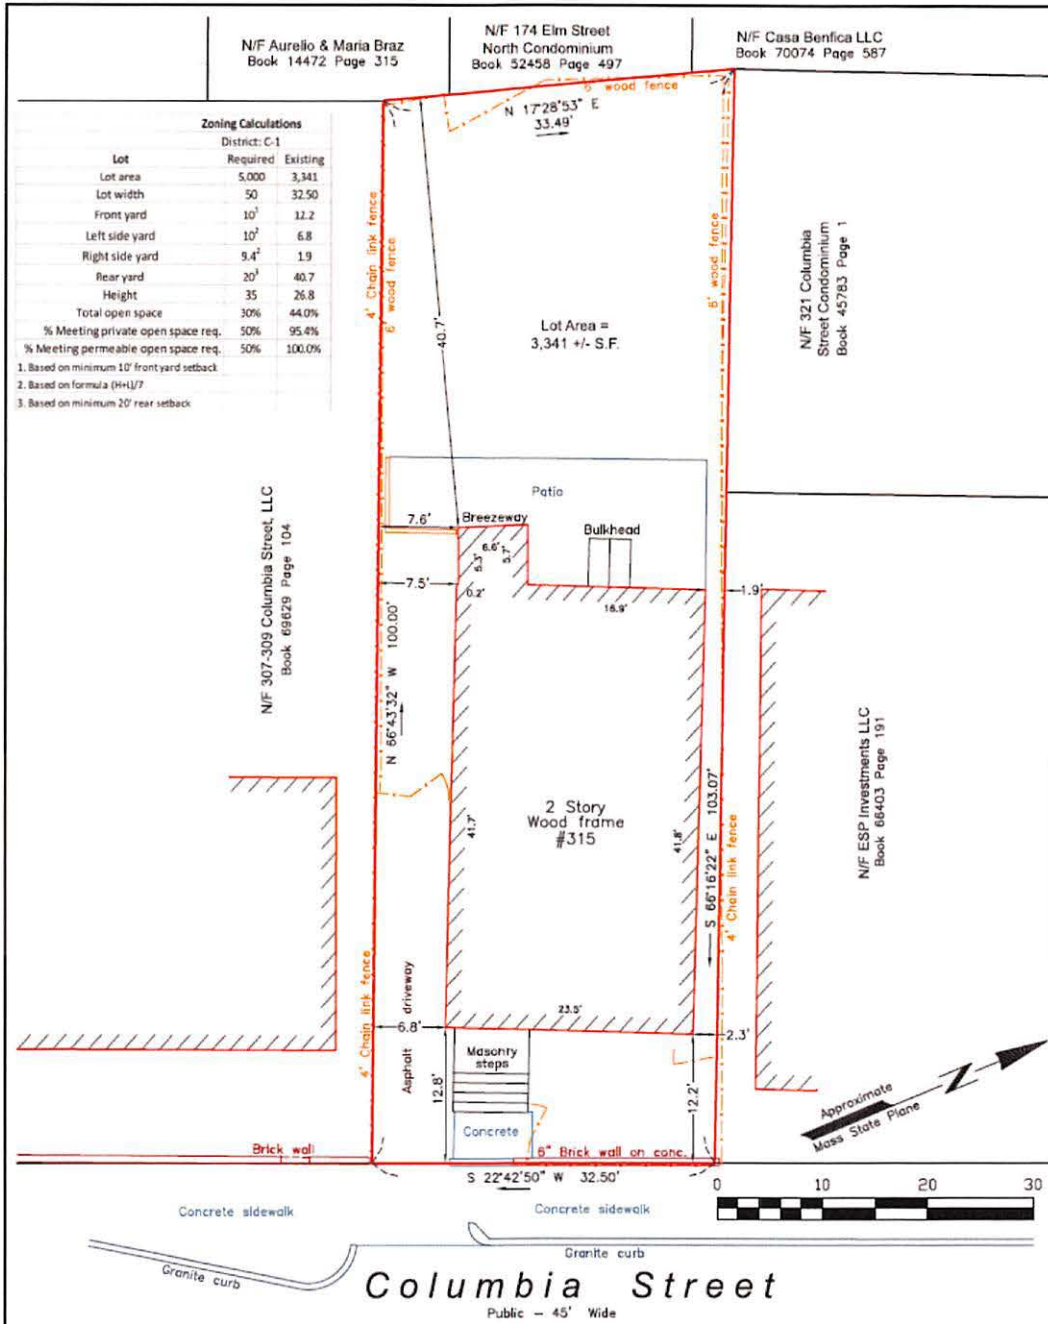 N/F Aurelio & Maria Braz
Book 14472 Page 315
N/F 174 Elm Street
North Condominium
Book 52458 Page 497
N/F Casa Benfica LLC
Book 70074 Page 587
6' wood fence
N 17°28'53" E
33.49'
Zoning Calculations
District: C-1
Lot Required Existing
Lot area 5,000 3,341
Lot width 50 32.50
Front yard 10¹ 12.2
Left side yard 10² 6.8
Right side yard 9.4² 1.9
Rear yard 20³ 40.7
Height 35 26.8
Total open space 30% 44.0%
% Meeting private open space req. 50% 95.4%
% Meeting permeable open space req. 50% 100.0%
1. Based on minimum 10' front yard setback
2. Based on formula (H+L)/7
3. Based on minimum 20' rear setback
4' Chain link fence
6' wood fence
40.7'
Lot Area =
3,341 +/- S.F.
6' wood fence
N/F 321 Columbia
Street Condominium
Book 45783 Page 1
Patio
7.6'
Breezeway
Bulkhead
6.6'
5.3'
5.7'
7.5'
0.2'
16.9'
1.9'
N/F 307-309 Columbia Street, LLC
Book 69629 Page 104
N 66°43'32" W 100.00'
2 Story
Wood frame
#315
41.7'
41.8'
S 66°16'22" E 103.07'
4' Chain link fence
N/F ESP Investments LLC
Book 66403 Page 191
4' Chain link fence
Asphalt driveway
23.5'
6.8'
2.3'
Masonry
steps
12.8'
12.2'
Concrete
Approximate
Mass State Plane
N
Brick wall
6" Brick wall on conc.
S 22°42'50" W 32.50'
0 10 20 30
Concrete sidewalk
Concrete sidewalk
Granite curb
Granite curb
Columbia Street
Public - 45' Wide